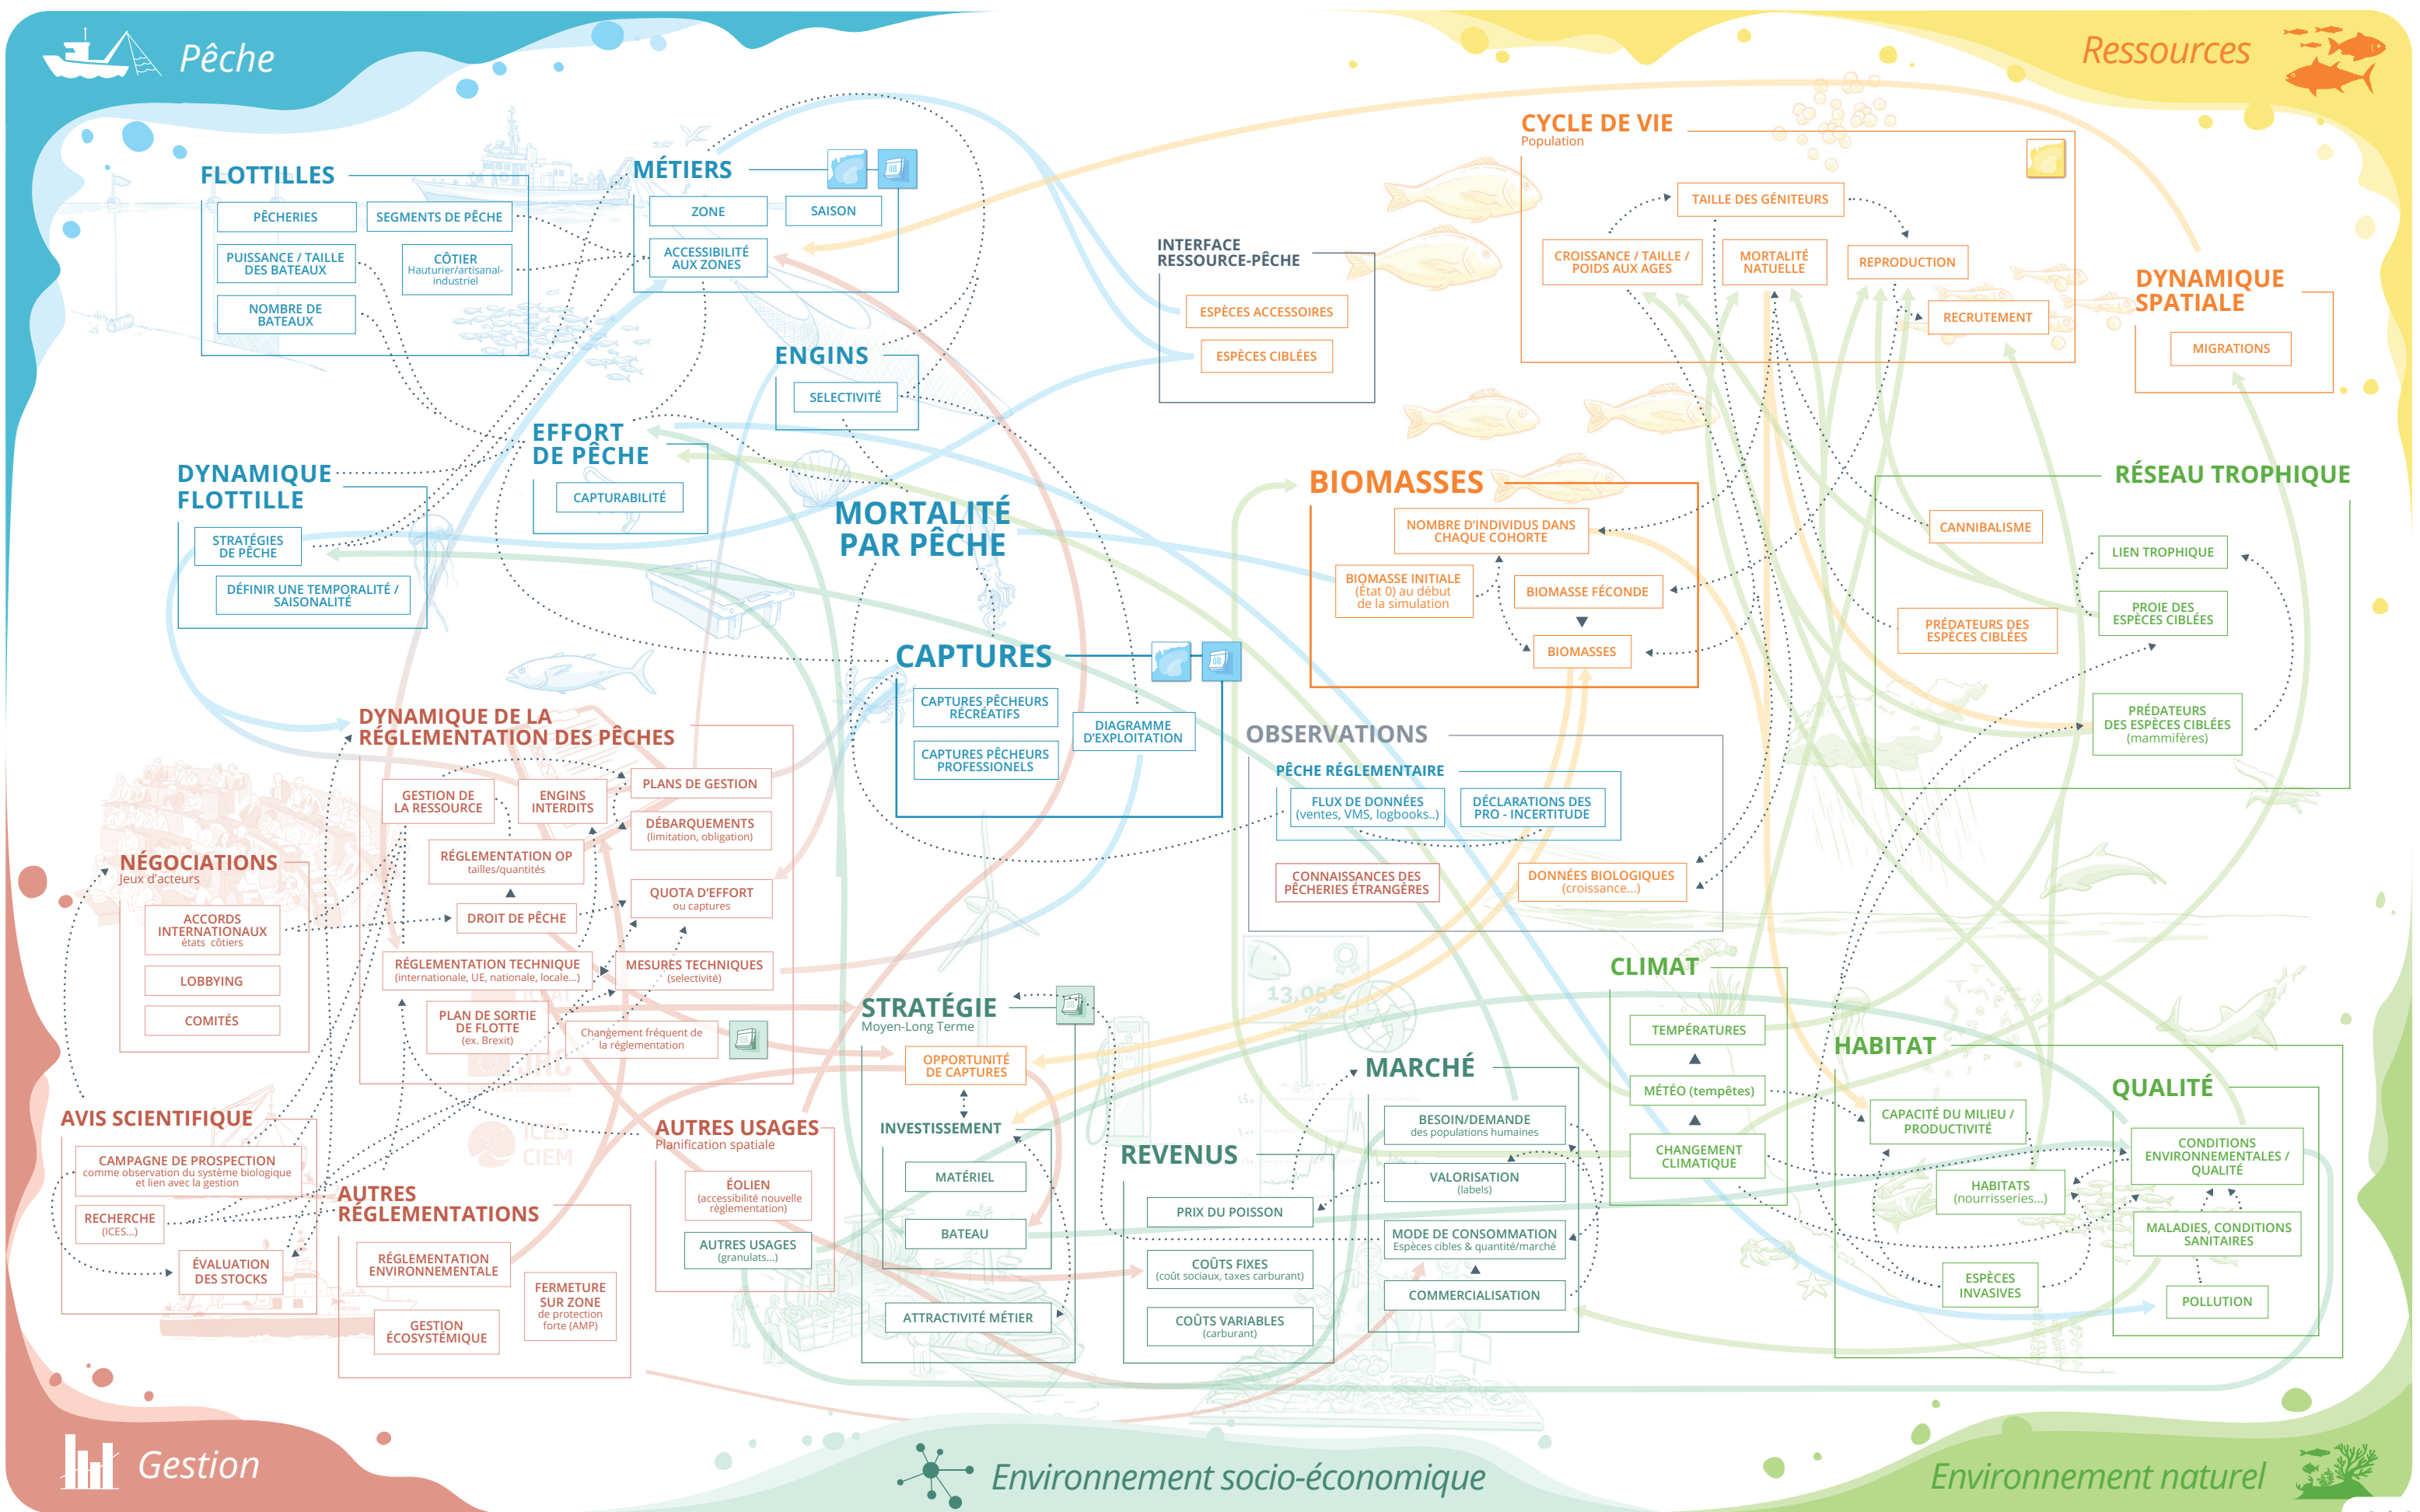 Pêche
Ressources
FLOTTILLES
PÊCHERIES
SEGMENTS DE PÊCHE
PUISSANCE / TAILLE
DES BATEAUX
CÔTIER
Hauturier/artisanal-
industriel
NOMBRE DE
BATEAUX
MÉTIERS
08
ZONE
SAISON
ACCESSIBILITÉ
AUX ZONES
ENGINS
SELECTIVITÉ
EFFORT
DE PÊCHE
CAPTURABILITÉ
DYNAMIQUE
FLOTTILLE
STRATÉGIES
DE PÊCHE
DÉFINIR UNE TEMPORALITÉ /
SAISONALITÉ
MORTALITÉ
PAR PÊCHE
INTERFACE
RESSOURCE-PÊCHE
ESPÈCES ACCESSOIRES
ESPÈCES CIBLÉES
CYCLE DE VIE
Population
TAILLE DES GÉNITEURS
CROISSANCE / TAILLE /
POIDS AUX AGES
MORTALITÉ
NATUELLE
REPRODUCTION
RECRUTEMENT
DYNAMIQUE
SPATIALE
MIGRATIONS
BIOMASSES
NOMBRE D'INDIVIDUS DANS
CHAQUE COHORTE
BIOMASSE INITIALE
(État 0) au début
de la simulation
BIOMASSE FÉCONDE
BIOMASSES
RÉSEAU TROPHIQUE
CANNIBALISME
LIEN TROPHIQUE
PROIE DES
ESPÈCES CIBLÉES
PRÉDATEURS DES
ESPÈCES CIBLÉES
PRÉDATEURS
DES ESPÈCES CIBLÉES
(mammifères)
CAPTURES
08
CAPTURES PÊCHEURS
RÉCRÉATIFS
DIAGRAMME
D'EXPLOITATION
CAPTURES PÊCHEURS
PROFESSIONELS
OBSERVATIONS
PÊCHE RÉGLEMENTAIRE
FLUX DE DONNÉES
(ventes, VMS, logbooks..)
DÉCLARATIONS DES
PRO - INCERTITUDE
CONNAISSANCES DES
PÊCHERIES ÉTRANGÈRES
DONNÉES BIOLOGIQUES
(croissance...)
DYNAMIQUE DE LA
RÉGLEMENTATION DES PÊCHES
GESTION DE
LA RESSOURCE
ENGINS
INTERDITS
PLANS DE GESTION
DÉBARQUEMENTS
(limitation, obligation)
RÉGLEMENTATION OP
tailles/quantités
QUOTA D'EFFORT
ou captures
DROIT DE PÊCHE
RÉGLEMENTATION TECHNIQUE
(internationale, UE, nationale, locale...)
MESURES TECHNIQUES
(selectivité)
PLAN DE SORTIE
DE FLOTTE
(ex. Brexit)
Changement fréquent de
la réglementation
08
NÉGOCIATIONS
Jeux d'acteurs
ACCORDS
INTERNATIONAUX
états côtiers
LOBBYING
COMITÉS
AVIS SCIENTIFIQUE
CAMPAGNE DE PROSPECTION
comme observation du système biologique
et lien avec la gestion
RECHERCHE
(ICES...)
ÉVALUATION
DES STOCKS
AUTRES
RÉGLEMENTATIONS
RÉGLEMENTATION
ENVIRONNEMENTALE
GESTION
ÉCOSYSTÉMIQUE
FERMETURE
SUR ZONE
de protection
forte (AMP)
ICES
CIEM
AUTRES USAGES
Planification spatiale
ÉOLIEN
(accessibilité nouvelle
règlementation)
AUTRES USAGES
(granulats...)
STRATÉGIE
Moyen-Long Terme
OPPORTUNITÉ
DE CAPTURES
INVESTISSEMENT
MATÉRIEL
BATEAU
ATTRACTIVITÉ MÉTIER
13,95€
REVENUS
PRIX DU POISSON
COÛTS FIXES
(coût sociaux, taxes carburant)
COÛTS VARIABLES
(carburant)
MARCHÉ
BESOIN/DEMANDE
des populations humaines
VALORISATION
(labels)
MODE DE CONSOMMATION
Espèces cibles & quantité/marché
COMMERCIALISATION
CLIMAT
TEMPÉRATURES
MÉTÉO (tempêtes)
CHANGEMENT
CLIMATIQUE
HABITAT
CAPACITÉ DU MILIEU /
PRODUCTIVITÉ
HABITATS
(nourrisseries...)
ESPÈCES
INVASIVES
QUALITÉ
CONDITIONS
ENVIRONNEMENTALES /
QUALITÉ
MALADIES, CONDITIONS
SANITAIRES
POLLUTION
Gestion
Environnement socio-économique
Environnement naturel